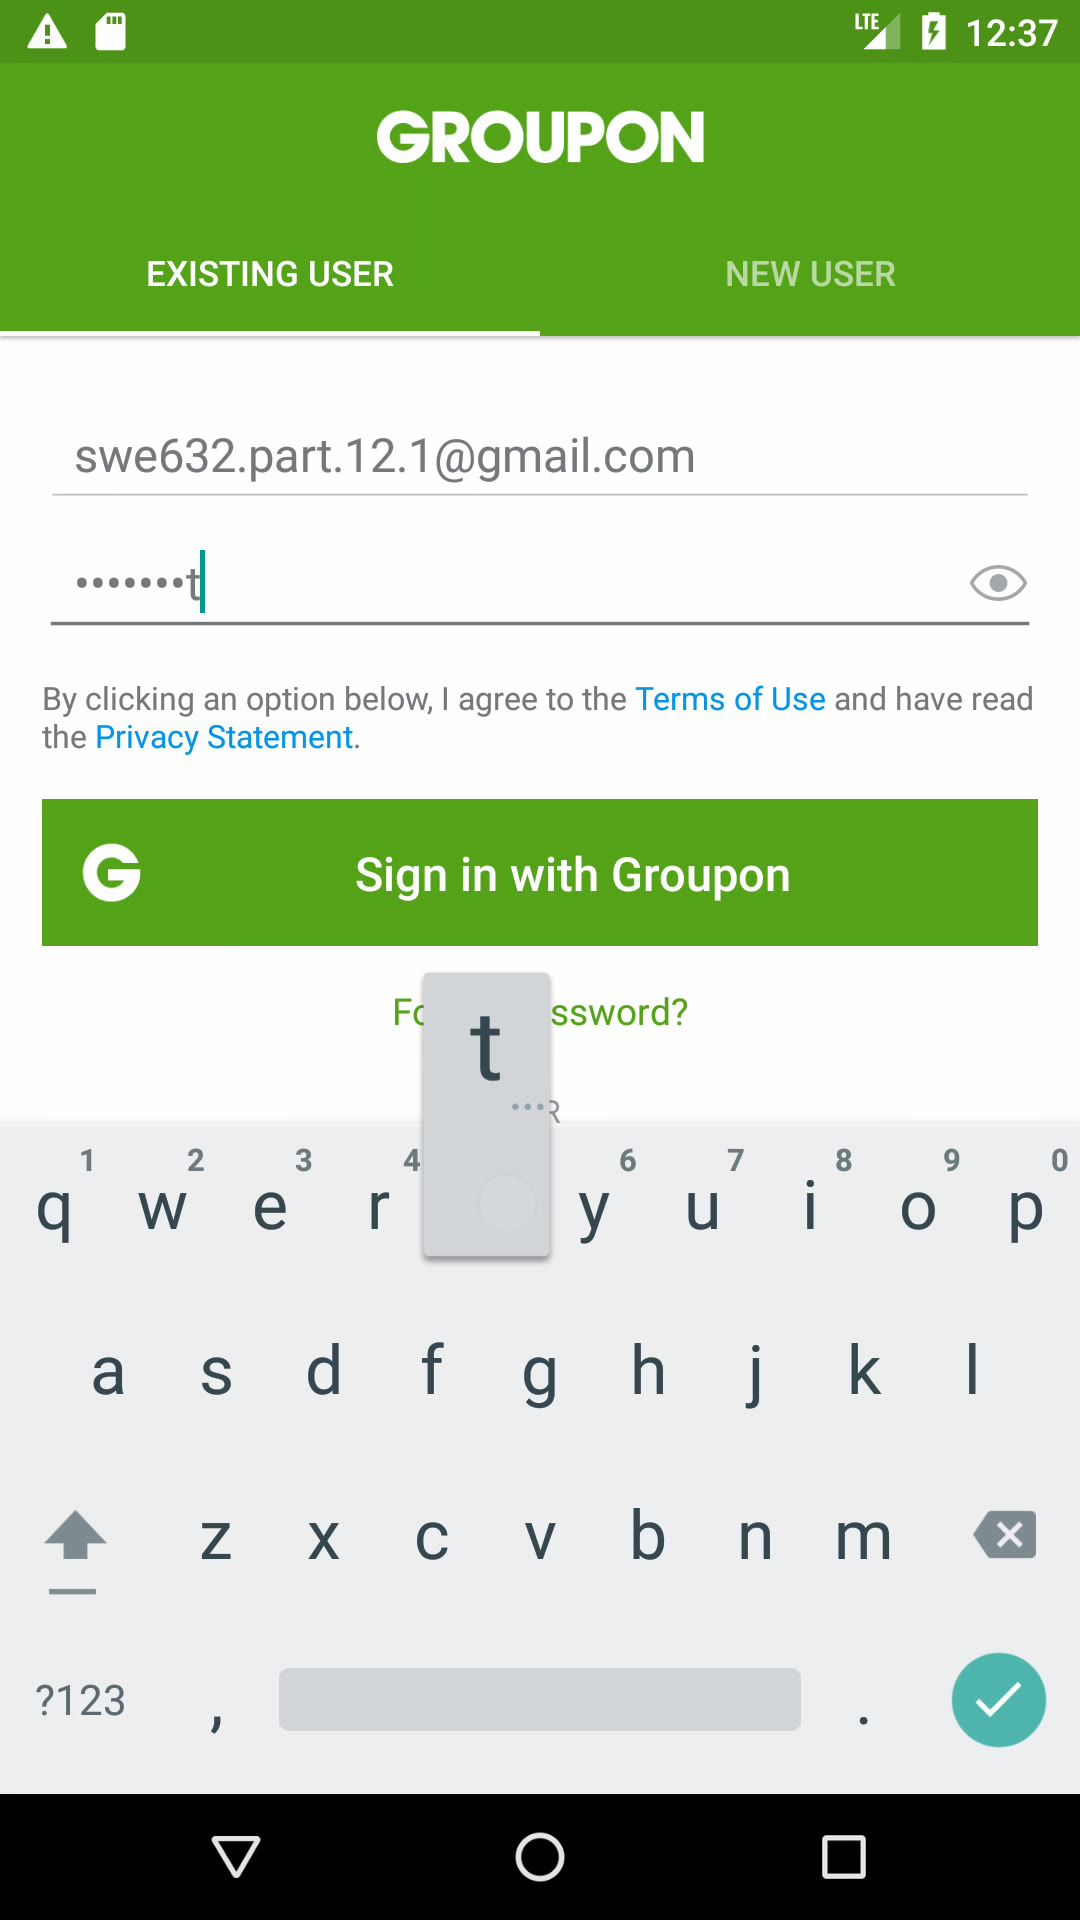 LTE 12:37
GROUPON
EXISTING USER NEW USER
swe632.part.12.1@gmail.com
•••••••t
By clicking an option below, I agree to the Terms of Use and have read
the Privacy Statement.
G Sign in with Groupon
Fo ssword?
t
...R
1 2 3 4 6 7 8 9 0
q w e r y u i o p
a s d f g h j k l
z x c v b n m
?123 , .